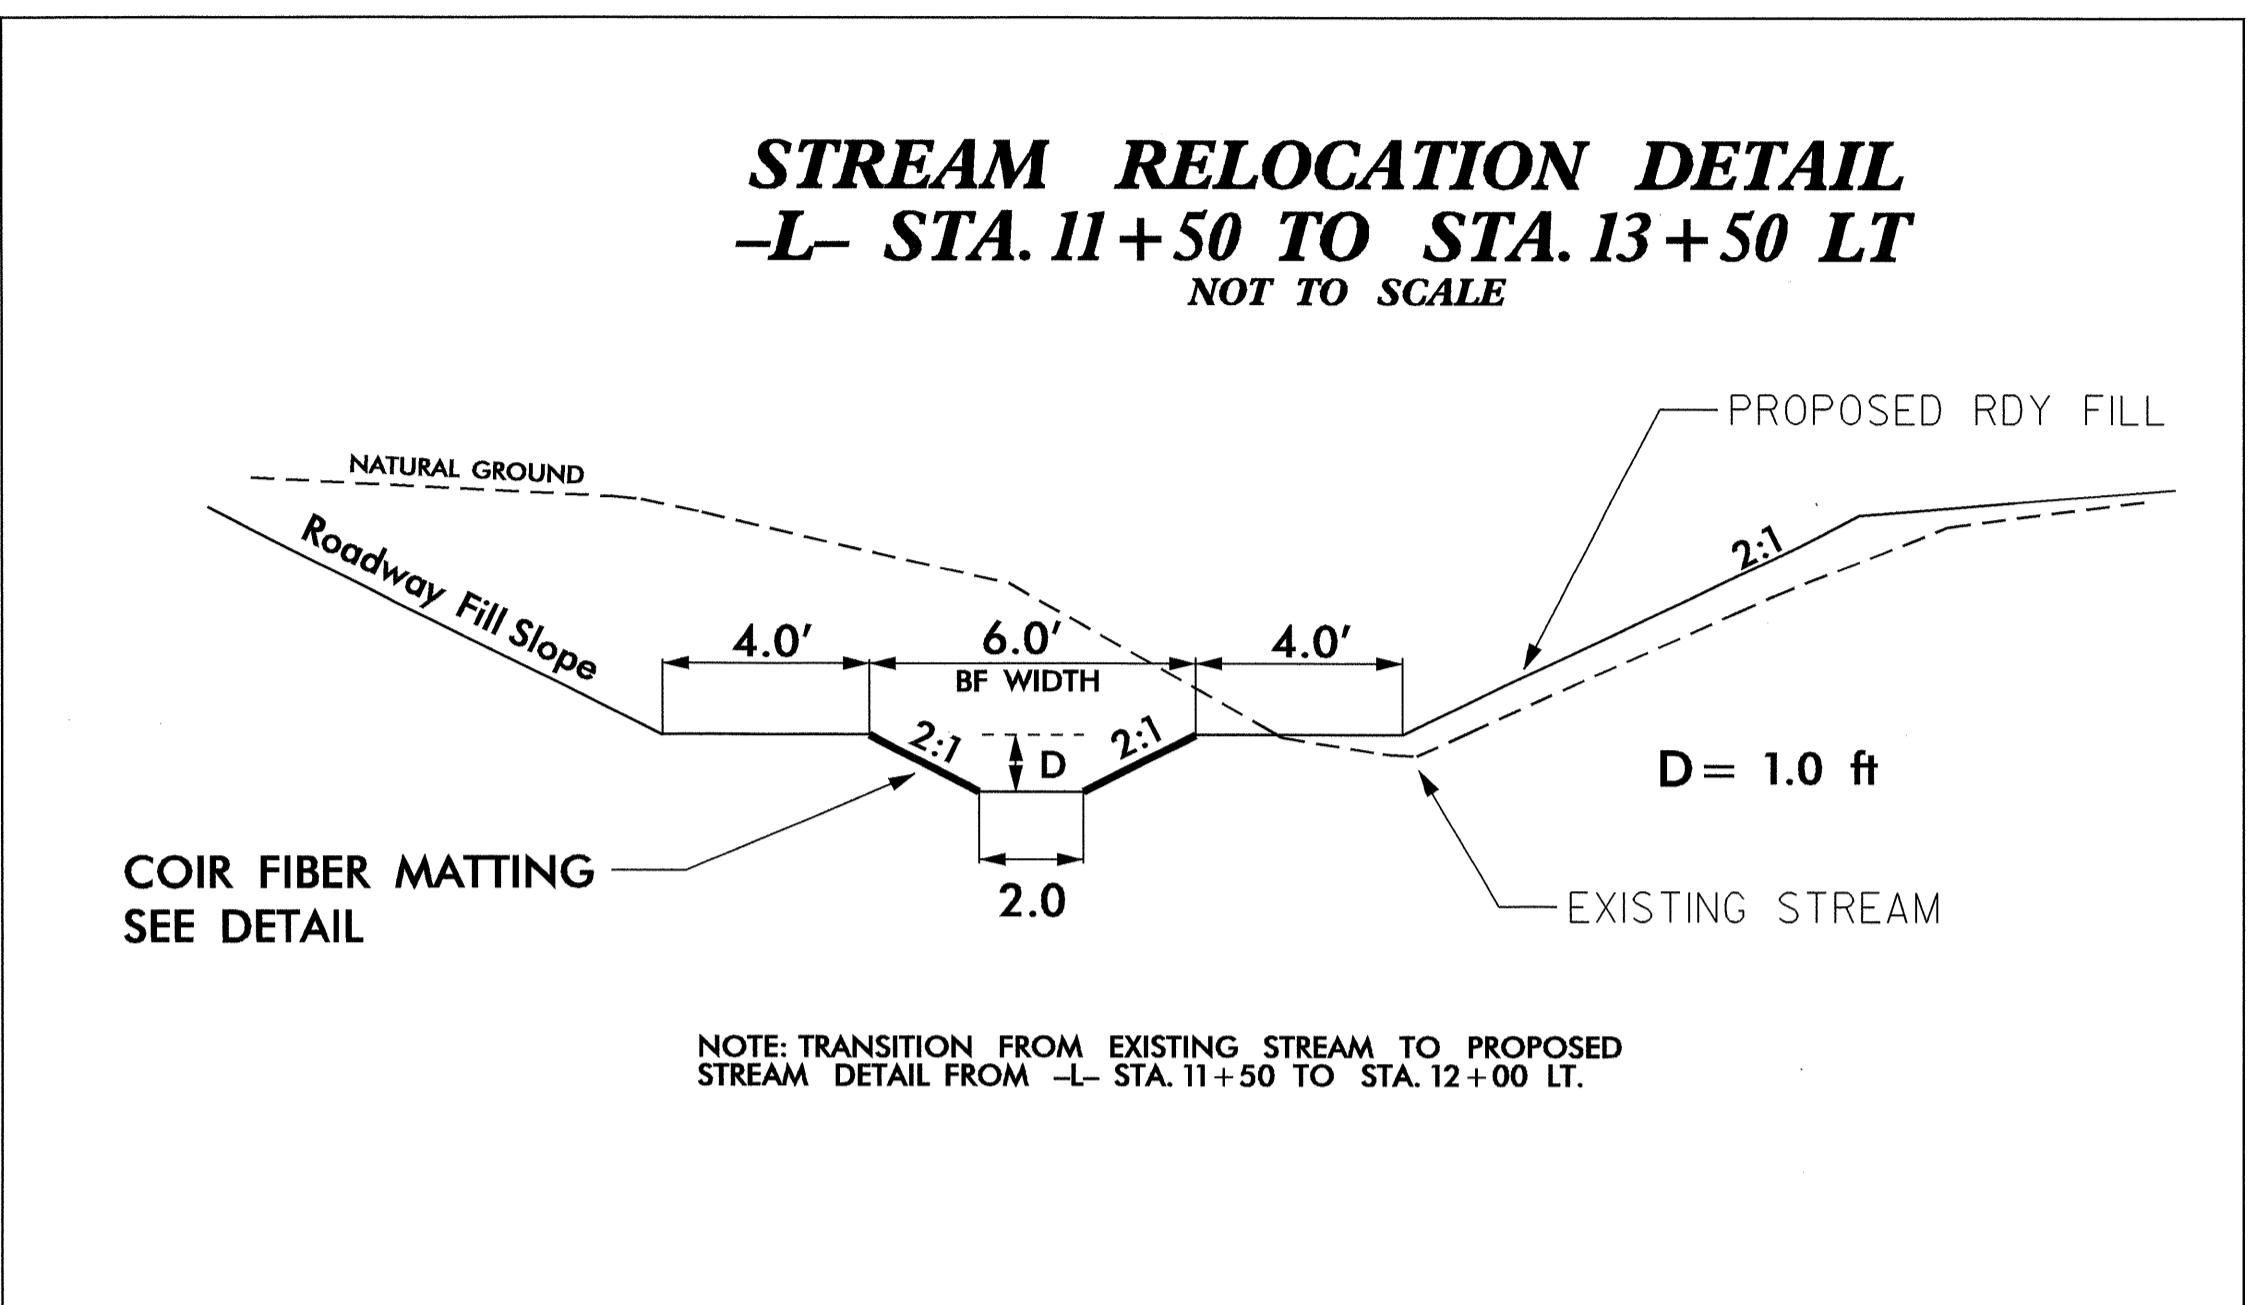 STREAM RELOCATION DETAIL
–L– STA. 11+50 TO STA. 13+50 LT
NOT TO SCALE
PROPOSED RDY FILL
NATURAL GROUND
Roadway Fill Slope
2:1
4.0'
6.0'
4.0'
BF WIDTH
2:1
D
2:1
D = 1.0 ft
COIR FIBER MATTING
SEE DETAIL
2.0
EXISTING STREAM
NOTE: TRANSITION FROM EXISTING STREAM TO PROPOSED
STREAM DETAIL FROM –L– STA. 11+50 TO STA. 12+00 LT.